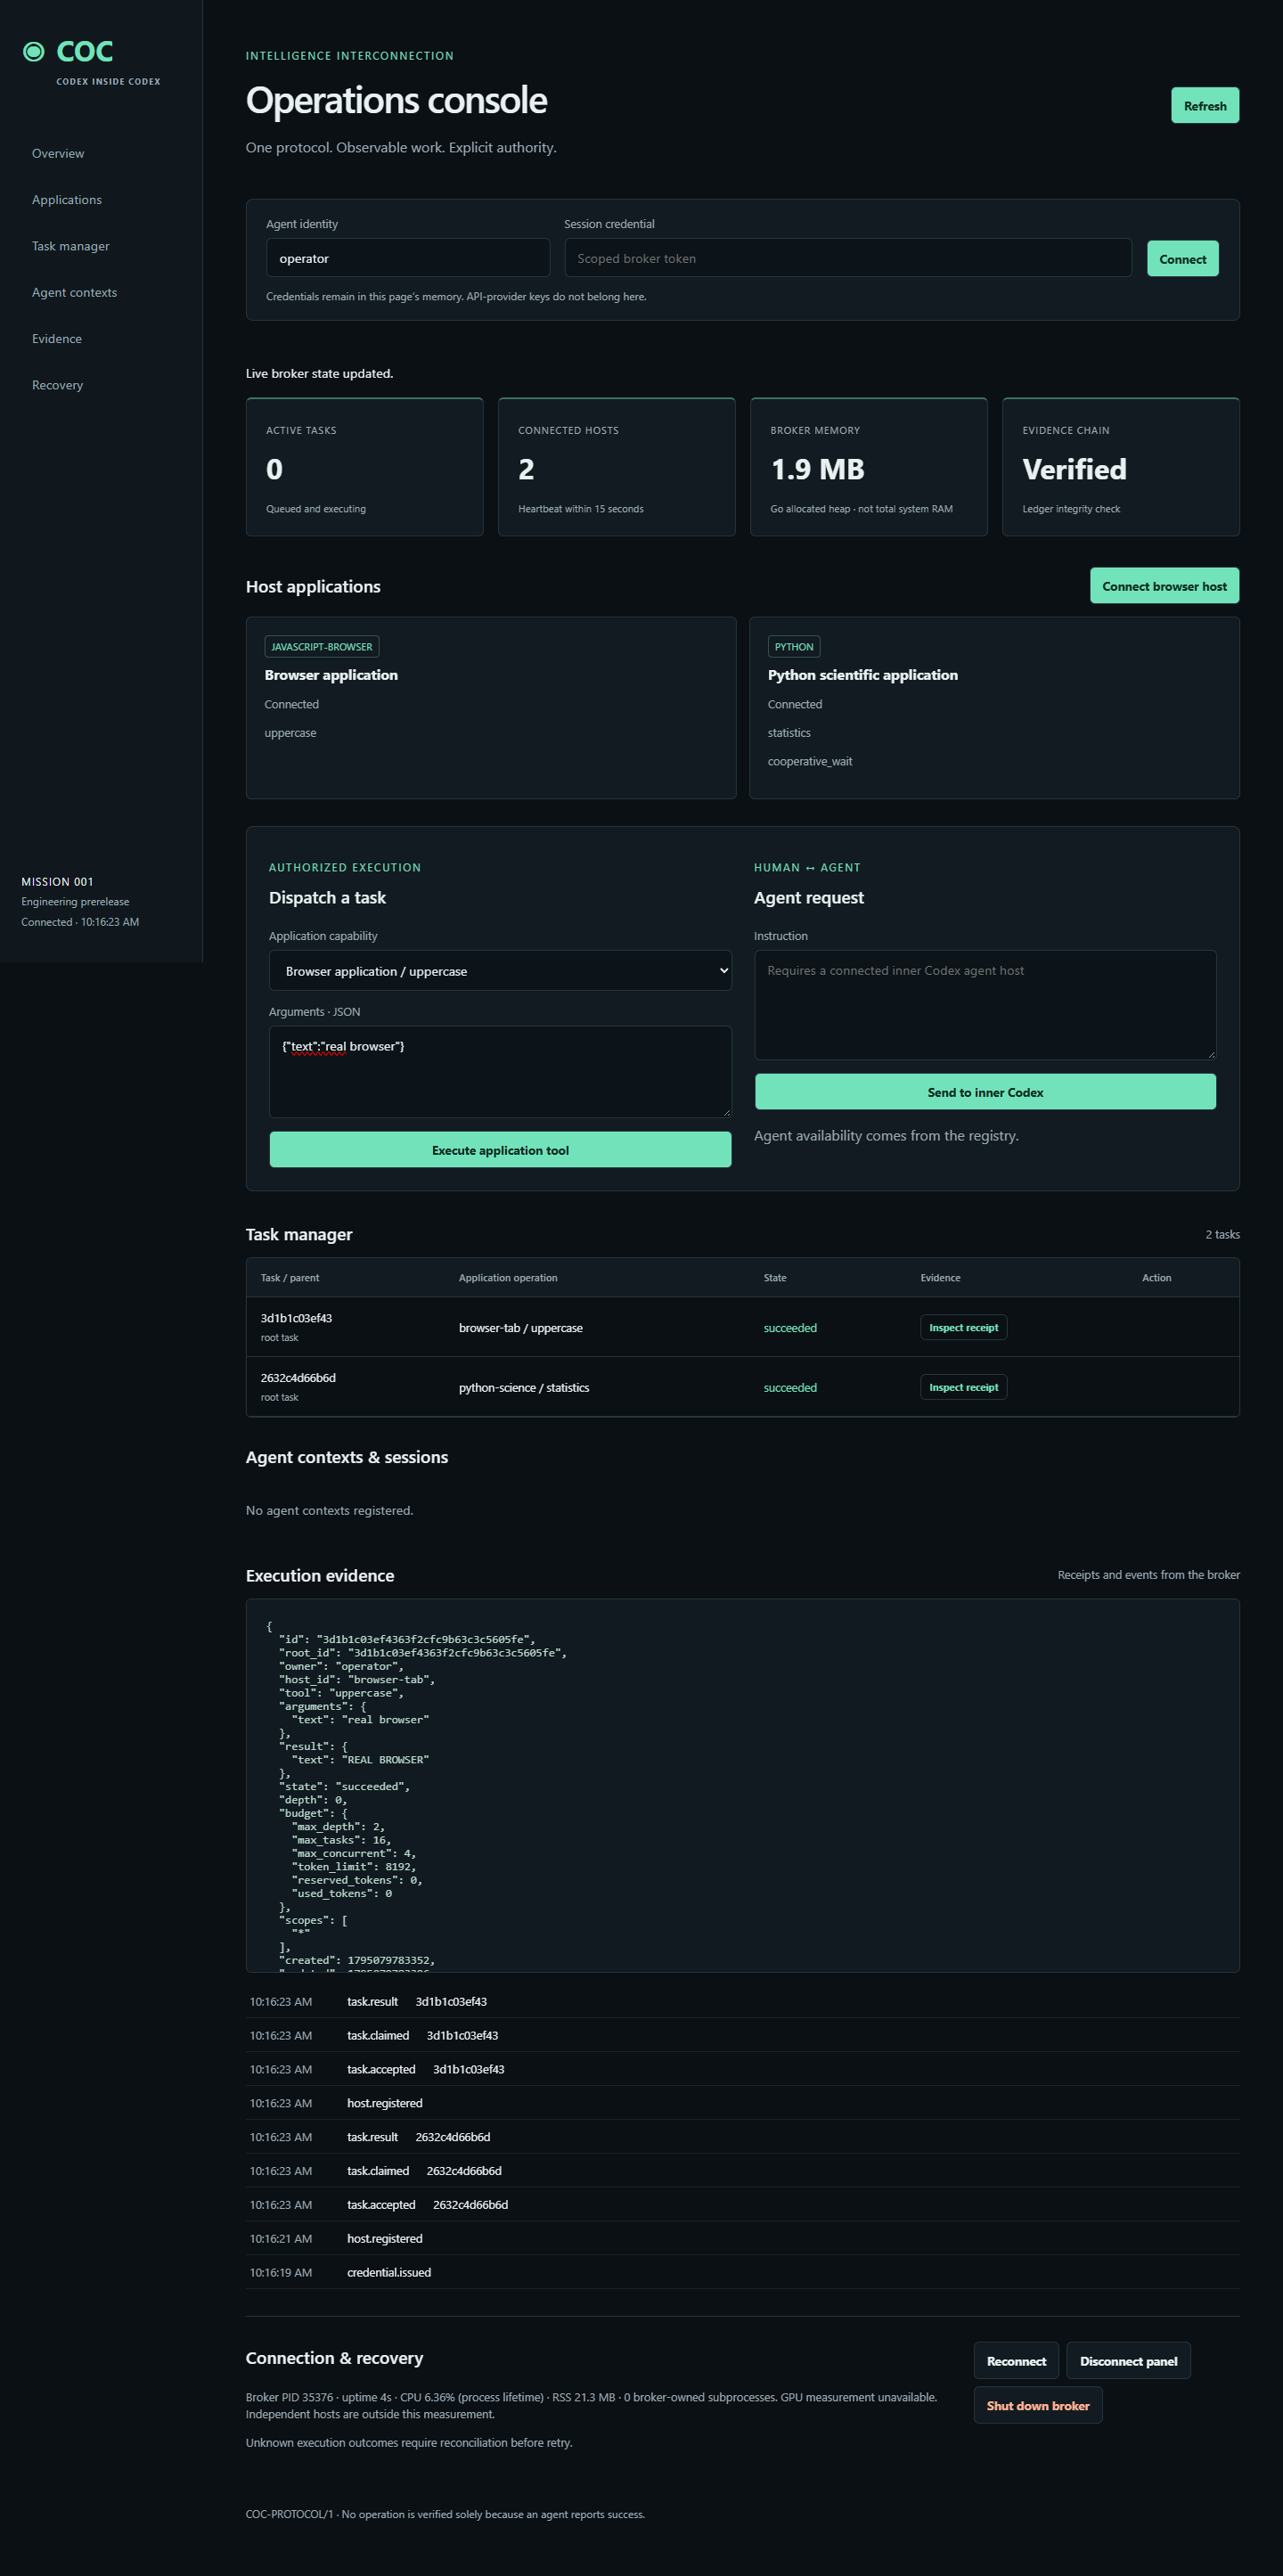 COC
CODEX INSIDE CODEX
Overview
Applications
Task manager
Agent contexts
Evidence
Recovery
MISSION 001
Engineering prerelease
Connected · 10:16:23 AM
INTELLIGENCE INTERCONNECTION
Operations console
Refresh
One protocol. Observable work. Explicit authority.
Agent identity
Session credential
operator
Scoped broker token
Connect
Credentials remain in this page's memory. API-provider keys do not belong here.
Live broker state updated.
ACTIVE TASKS
0
Queued and executing
CONNECTED HOSTS
2
Heartbeat within 15 seconds
BROKER MEMORY
1.9 MB
Go allocated heap · not total system RAM
EVIDENCE CHAIN
Verified
Ledger integrity check
Host applications
Connect browser host
JAVASCRIPT-BROWSER
Browser application
Connected
uppercase
PYTHON
Python scientific application
Connected
statistics
cooperative_wait
AUTHORIZED EXECUTION
Dispatch a task
Application capability
Browser application / uppercase
Arguments · JSON
{"text":"real browser"}
Execute application tool
HUMAN ↔ AGENT
Agent request
Instruction
Requires a connected inner Codex agent host
Send to inner Codex
Agent availability comes from the registry.
Task manager
2 tasks
Task / parent Application operation State Evidence Action
3d1b1c03ef43
root task
browser-tab / uppercase
succeeded
Inspect receipt
2632c4d66b6d
root task
python-science / statistics
succeeded
Inspect receipt
Agent contexts & sessions
No agent contexts registered.
Execution evidence
Receipts and events from the broker
{
"id": "3d1b1c03ef4363f2cfc9b63c3c5605fe",
"root_id": "3d1b1c03ef4363f2cfc9b63c3c5605fe",
"owner": "operator",
"host_id": "browser-tab",
"tool": "uppercase",
"arguments": {
"text": "real browser"
},
"result": {
"text": "REAL BROWSER"
},
"state": "succeeded",
"depth": 0,
"budget": {
"max_depth": 2,
"max_tasks": 16,
"max_concurrent": 4,
"token_limit": 8192,
"reserved_tokens": 0,
"used_tokens": 0
},
"scopes": [
"*"
],
"created": 1795079783352,
10:16:23 AM task.result 3d1b1c03ef43
10:16:23 AM task.claimed 3d1b1c03ef43
10:16:23 AM task.accepted 3d1b1c03ef43
10:16:23 AM host.registered
10:16:23 AM task.result 2632c4d66b6d
10:16:23 AM task.claimed 2632c4d66b6d
10:16:23 AM task.accepted 2632c4d66b6d
10:16:21 AM host.registered
10:16:19 AM credential.issued
Connection & recovery
Reconnect
Disconnect panel
Shut down broker
Broker PID 35376 · uptime 4s · CPU 6.36% (process lifetime) · RSS 21.3 MB · 0 broker-owned subprocesses. GPU measurement unavailable.
Independent hosts are outside this measurement.
Unknown execution outcomes require reconciliation before retry.
COC-PROTOCOL/1 · No operation is verified solely because an agent reports success.